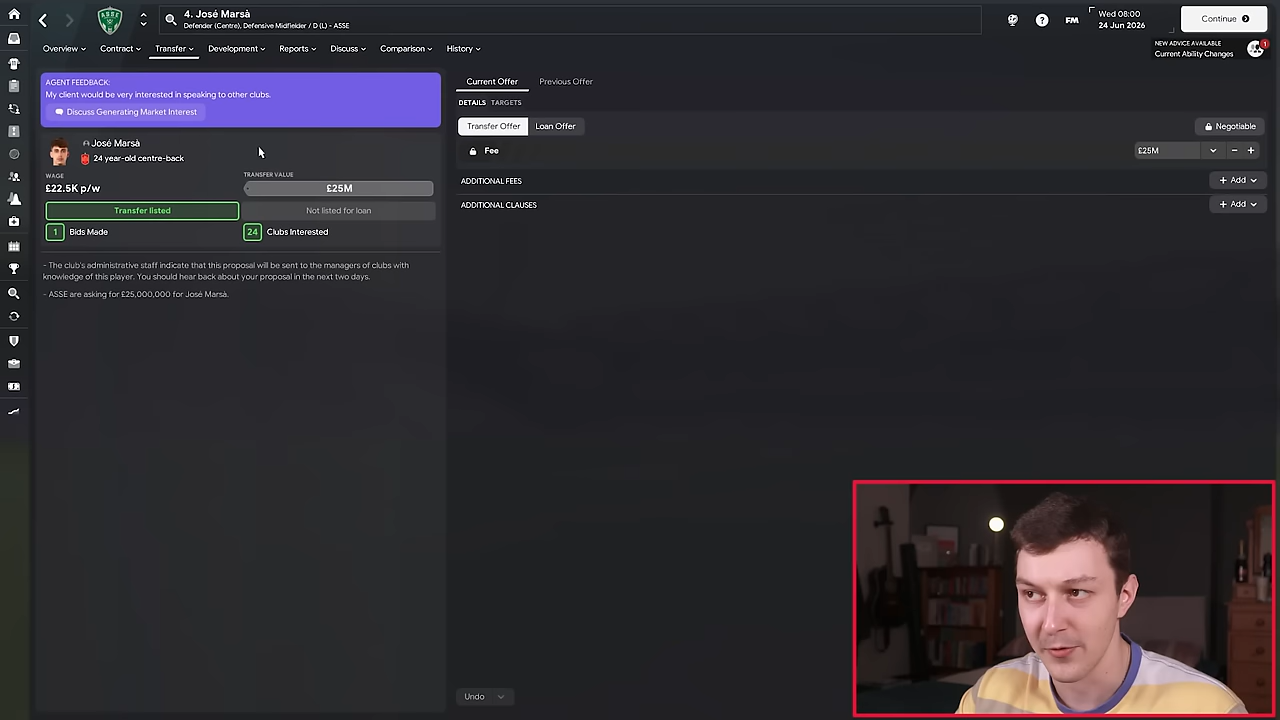 4. José Marsà
Defender (Centre), Defensive Midfielder / D (L) - ASSE
Wed 08:00
24 Jun 2026
Continue
FM
Overview
Contract
Transfer
Development
Reports
Discuss
Comparison
History
NEW ADVICE AVAILABLE
Current Ability Changes
1
AGENT FEEDBACK:
My client would be very interested in speaking to other clubs.
Discuss Generating Market Interest
José Marsà
24 year-old centre-back
WAGE
TRANSFER VALUE
£22.5K p/w
£25M
Transfer listed
Not listed for loan
1 Bids Made
24 Clubs Interested
- The club's administrative staff indicate that this proposal will be sent to the managers of clubs with
knowledge of this player. You should hear back about your proposal in the next two days.
- ASSE are asking for £25,000,000 for José Marsà.
Current Offer
Previous Offer
DETAILS
TARGETS
Transfer Offer
Loan Offer
Negotiable
Fee
£25M
ADDITIONAL FEES
+ Add
ADDITIONAL CLAUSES
+ Add
Undo